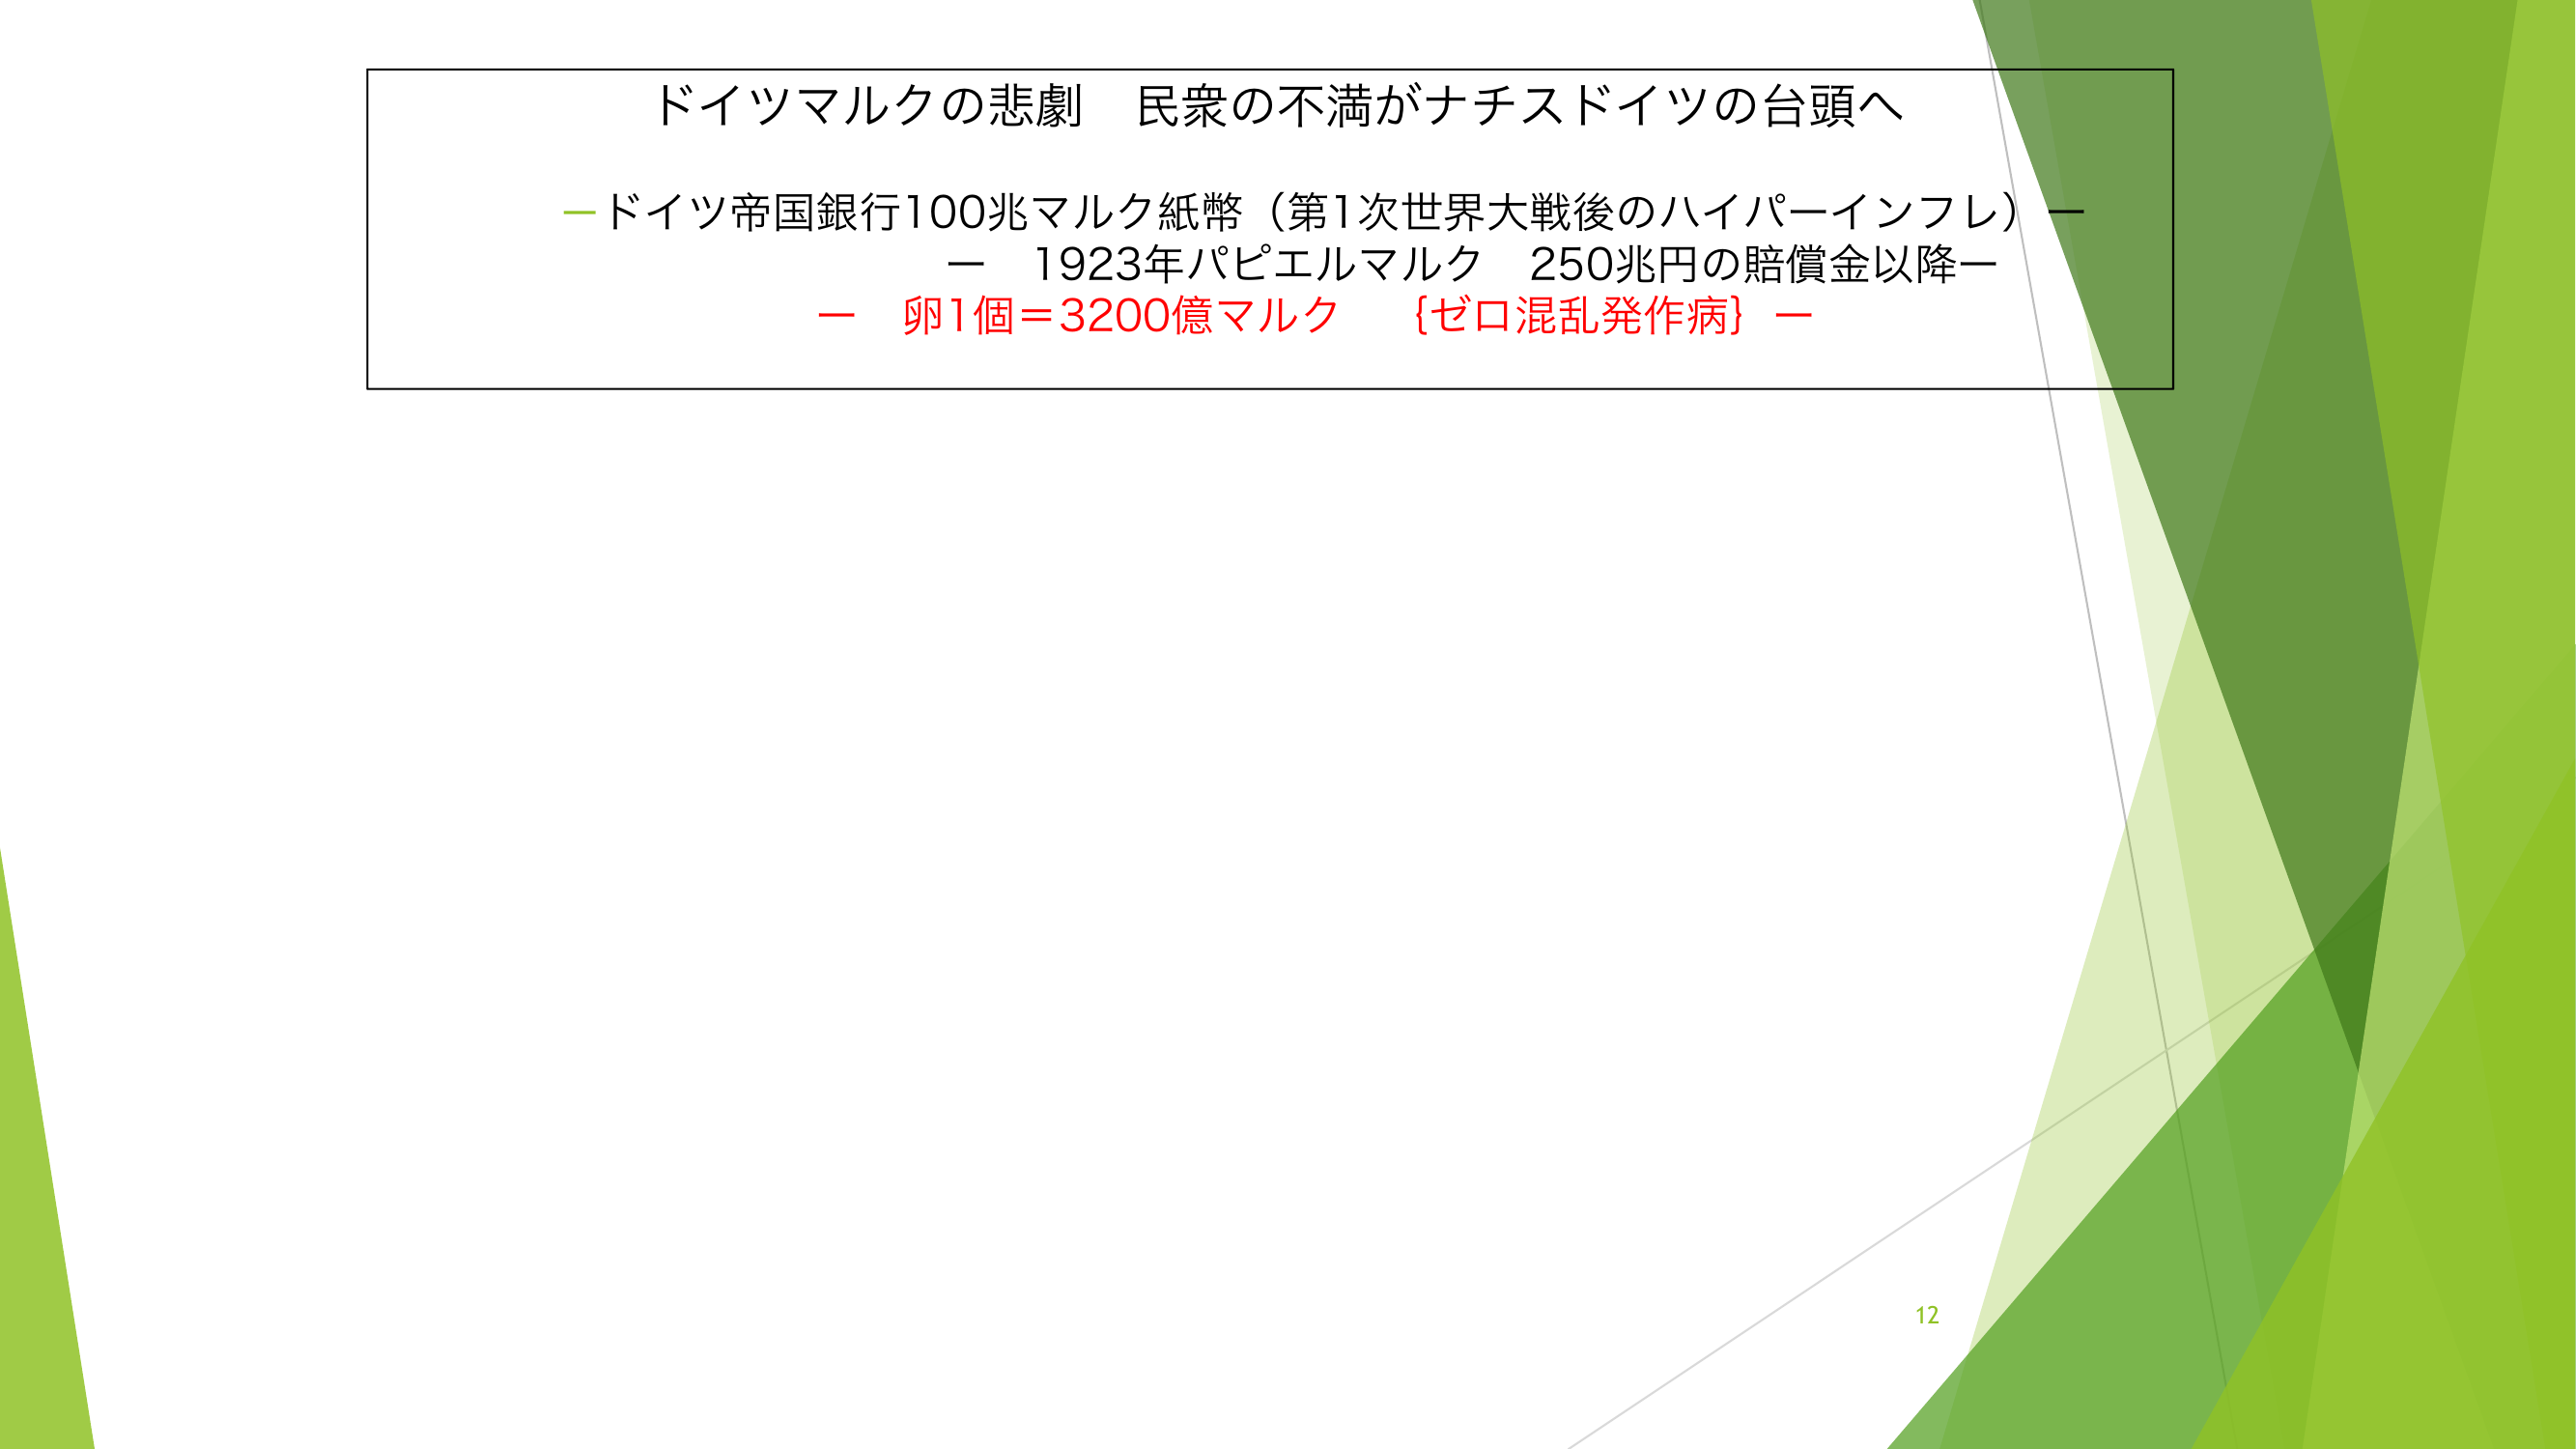 ドイツマルクの悲劇　民衆の不満がナチスドイツの台頭へ
ードイツ帝国銀行100兆マルク紙幣（第1次世界大戦後のハイパーインフレ）ー
ー　1923年パピエルマルク　250兆円の賠償金以降ー
ー　卵1個＝3200億マルク　｛ゼロ混乱発作病｝ー
12